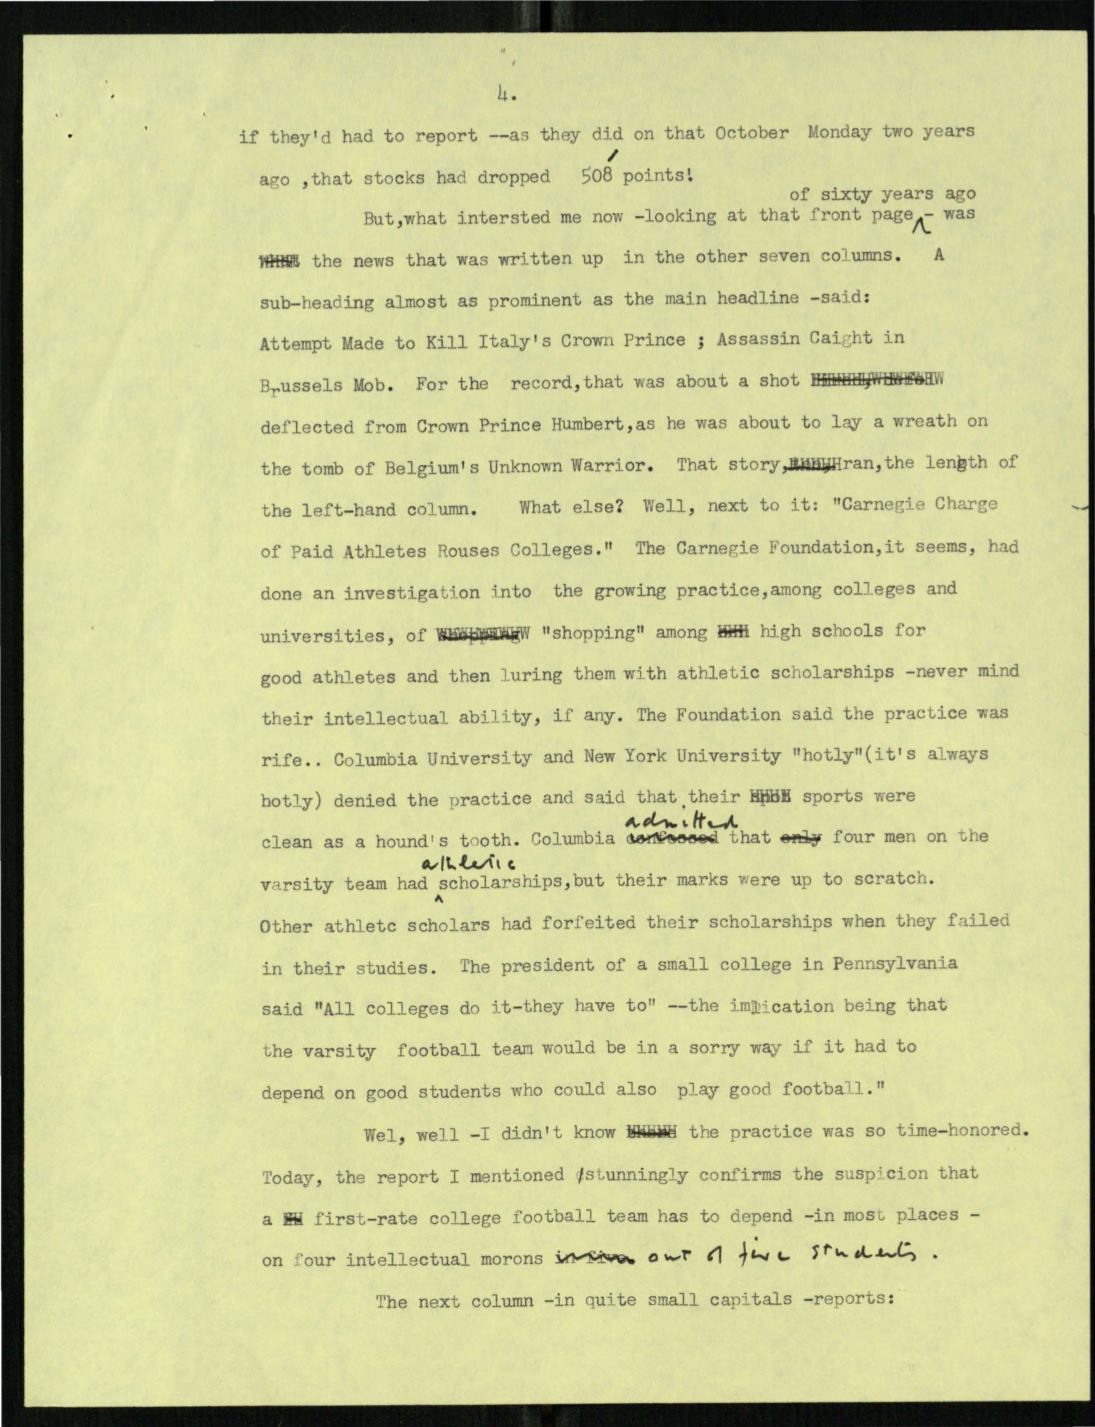 4.
if they'd had to report --as they did on that October Monday two years
ago ,that stocks had dropped 508 points!
of sixty years ago
But,what intersted me now -looking at that front page - was
the news that was written up in the other seven columns. A
sub-heading almost as prominent as the main headline -said:
Attempt Made to Kill Italy's Crown Prince ; Assassin Caight in
Brussels Mob. For the record,that was about a shot
deflected from Crown Prince Humbert,as he was about to lay a wreath on
the tomb of Belgium's Unknown Warrior. That story, ran,the length of
the left-hand column. What else? Well, next to it: "Carnegie Charge
of Paid Athletes Rouses Colleges." The Carnegie Foundation,it seems, had
done an investigation into the growing practice,among colleges and
universities, of "shopping" among high schools for
good athletes and then luring them with athletic scholarships -never mind
their intellectual ability, if any. The Foundation said the practice was
rife.. Columbia University and New York University "hotly"(it's always
botly) denied the practice and said that their sports were
admitted
clean as a hound's tooth. Columbia confessed that only four men on the
athletic
varsity team had scholarships,but their marks were up to scratch.
Other athletc scholars had forfeited their scholarships when they failed
in their studies. The president of a small college in Pennsylvania
said "All colleges do it-they have to" --the implication being that
the varsity football team would be in a sorry way if it had to
depend on good students who could also play good football."
Wel, well -I didn't know the practice was so time-honored.
Today, the report I mentioned stunningly confirms the suspicion that
a first-rate college football team has to depend -in most places -
on four intellectual morons in five out of five students.
The next column -in quite small capitals -reports: